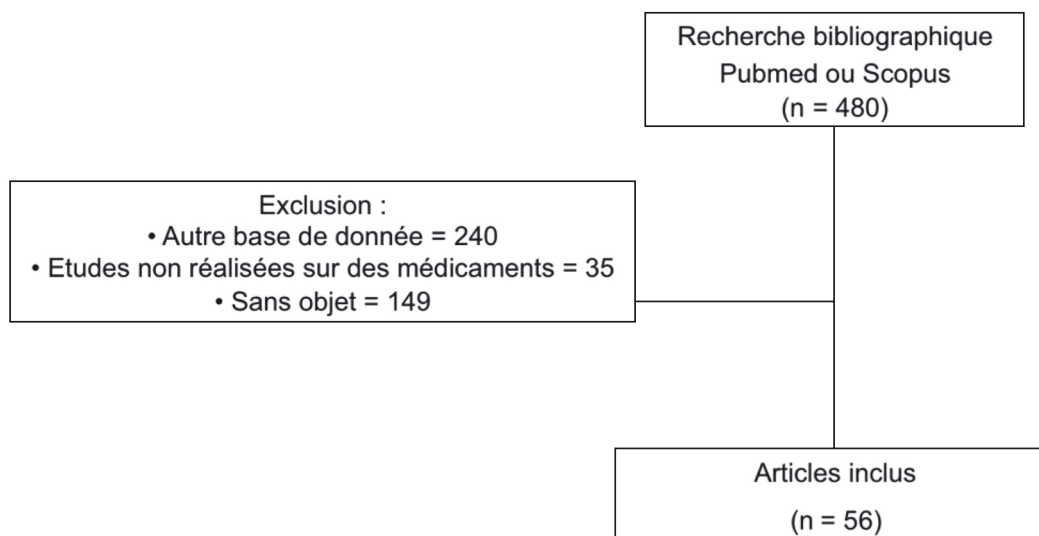 Recherche bibliographique
Pubmed ou Scopus
(n = 480)
Exclusion :
• Autre base de donnée = 240
• Etudes non réalisées sur des médicaments = 35
• Sans objet = 149
Articles inclus
(n = 56)